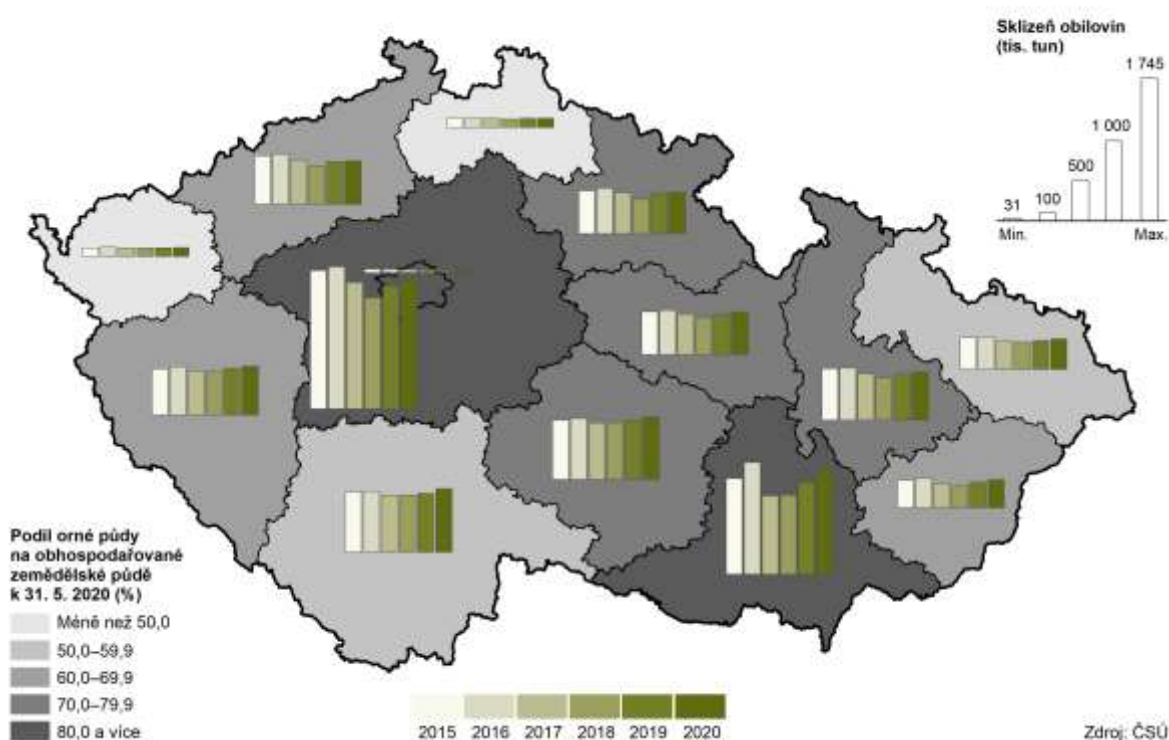 Sklizeň obilovin
(tis. tun)
1 745
1 000
500
100
31
Min.
Max.
Podíl orné půdy
na obhospodařované
zemědělské půdě
k 31. 5. 2020 (%)
Méně než 50,0
50,0–59,9
60,0–69,9
70,0–79,9
80,0 a více
2015 2016 2017 2018 2019 2020
Zdroj: ČSÚ